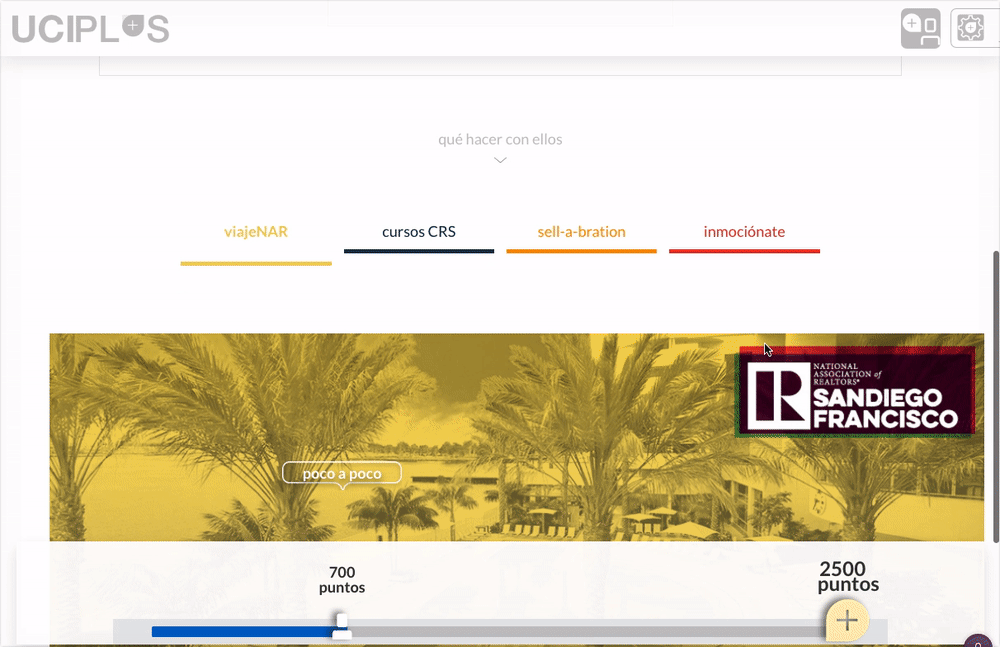 UCIPLUS
qué hacer con ellos
viajeNAR
cursos CRS
sell-a-bration
inmociónate
NATIONAL
ASSOCIATION of
REALTORS®
SANDIEGO
FRANCISCO
poco a poco
700
puntos
2500
puntos